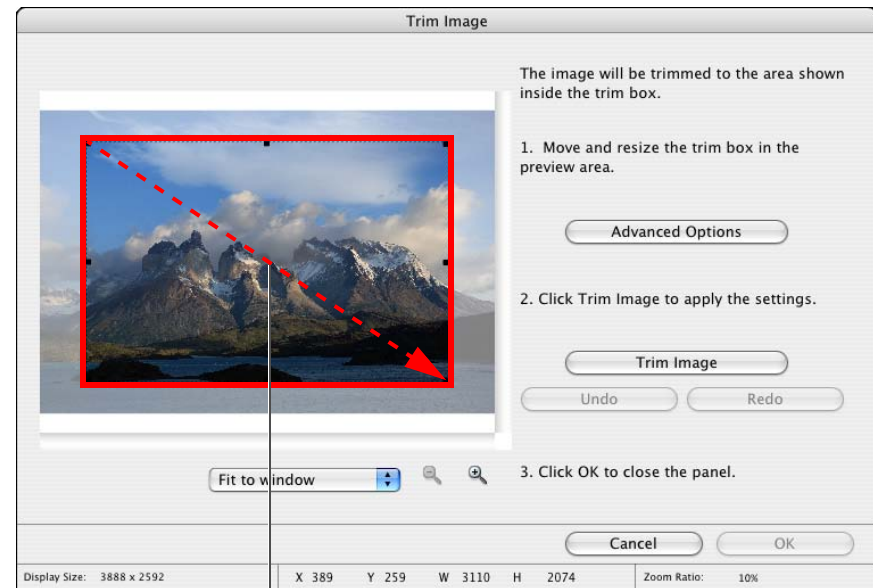 Trim Image
The image will be trimmed to the area shown
inside the trim box.
1. Move and resize the trim box in the
preview area.
Advanced Options
2. Click Trim Image to apply the settings.
Trim Image
Undo Redo
Fit to window
3. Click OK to close the panel.
Cancel OK
Display Size: 3888 x 2592 X 389 Y 259 W 3110 H 2074 Zoom Ratio: 10%